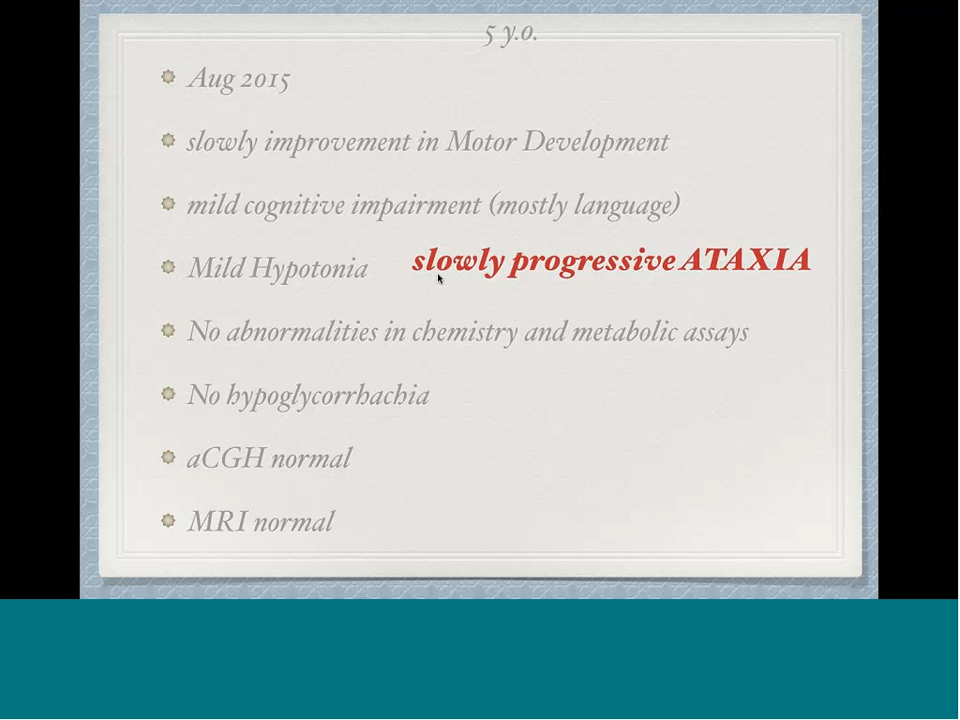 5 y.o.
Aug 2015
slowly improvement in Motor Development
mild cognitive impairment (mostly language)
Mild Hypotonia
slowly progressive ATAXIA
No abnormalities in chemistry and metabolic assays
No hypoglycorrhachia
aCGH normal
MRI normal